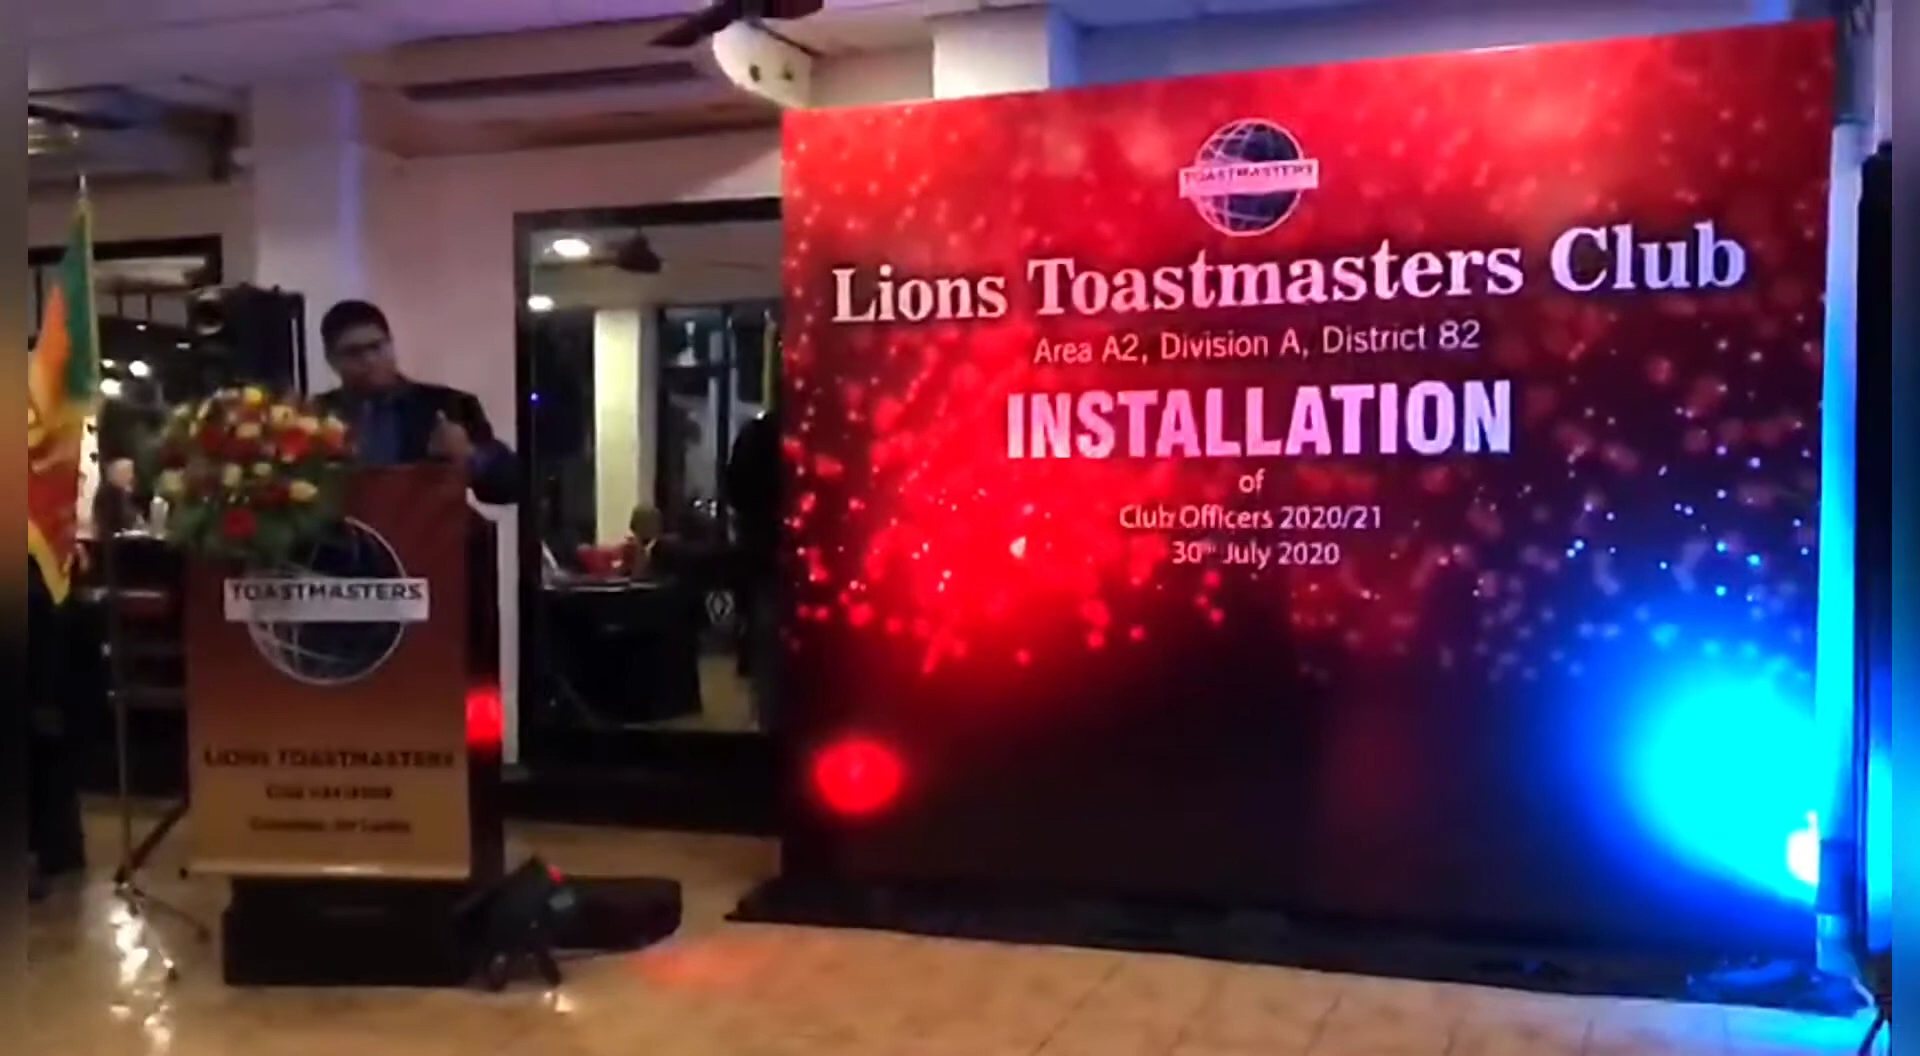 TOASTMASTERS
Lions Toastmasters Club
Area A2, Division A, District 82
INSTALLATION
of
Club Officers 2020/21
30th July 2020
TOASTMASTERS
LIONS TOASTMASTERS